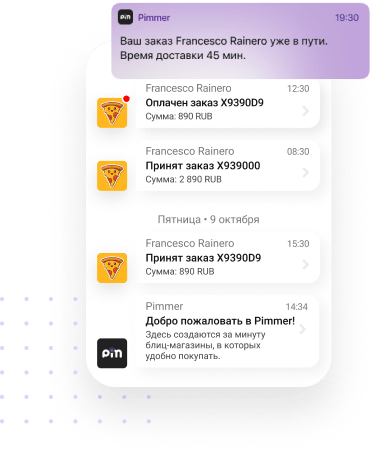 pin Pimmer 19:30
Ваш заказ Francesco Rainero уже в пути.
Время доставки 45 мин.
Francesco Rainero 12:30
Оплачен заказ X9390D9
Сумма: 890 RUB
Francesco Rainero 08:30
Принят заказ X939000
Сумма: 2 890 RUB
Пятница • 9 октября
Francesco Rainero 15:30
Принят заказ X9390D9
Сумма: 890 RUB
Pimmer 14:34
Добро пожаловать в Pimmer!
Здесь создаются за минуту
блиц-магазины, в которых
удобно покупать.
pin